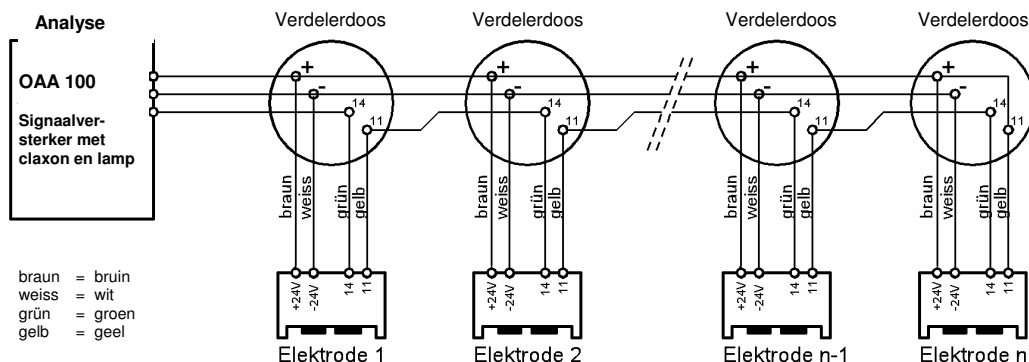 Analyse
Verdelerdoos Verdelerdoos Verdelerdoos Verdelerdoos
OAA 100
Signaalver-
sterker met
claxon en lamp
+ - 14 11
+ - 14 11
+ - 14 11
+ - 14 11
braun weiss grün gelb
braun weiss grün gelb
braun weiss grün gelb
braun weiss grün gelb
braun = bruin
weiss = wit
grün = groen
gelb = geel
+24V -24V 14 11
+24V -24V 14 11
+24V -24V 14 11
+24V -24V 14 11
Elektrode 1 Elektrode 2 Elektrode n-1 Elektrode n